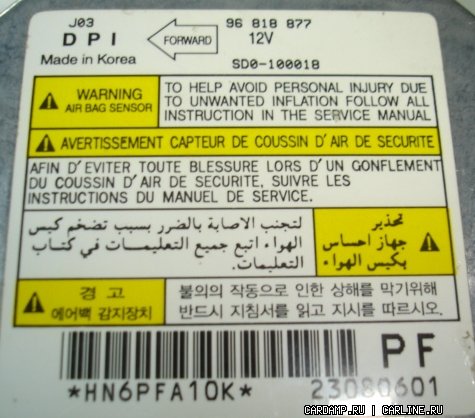 J03
96 818 877
DPI
FORWARD
12V
Made in Korea
SD0-100018
WARNING
AIR BAG SENSOR
TO HELP AVOID PERSONAL INJURY DUE
TO UNWANTED INFLATION FOLLOW ALL
INSTRUCTION IN THE SERVICE MANUAL
AVERTISSEMENT CAPTEUR DE COUSSIN D'AIR DE SECURITE
AFIN D'EVITER TOUTE BLESSURE LORS D'UN GONFLEMENT
DU COUSSIN D'AIR DE SECURITE, SUIVRE LES
INSTRUCTIONS DU MANUEL DE SERVICE.
تحذير
جهاز احساس
بكيس الهواء
لتجنب الاصابة بالضرر بسبب تضخم كيس
الهواء اتبع جميع التعليمات في كتاب
التعليمات.
경 고
에어백 감지장치
불의의 작동으로 인한 상해를 막기위해
반드시 지침서를 읽고 지시를 따르시오.
PF
*HN6PFA10K*
23080601
CARDAMP.RU | CARLINE.RU